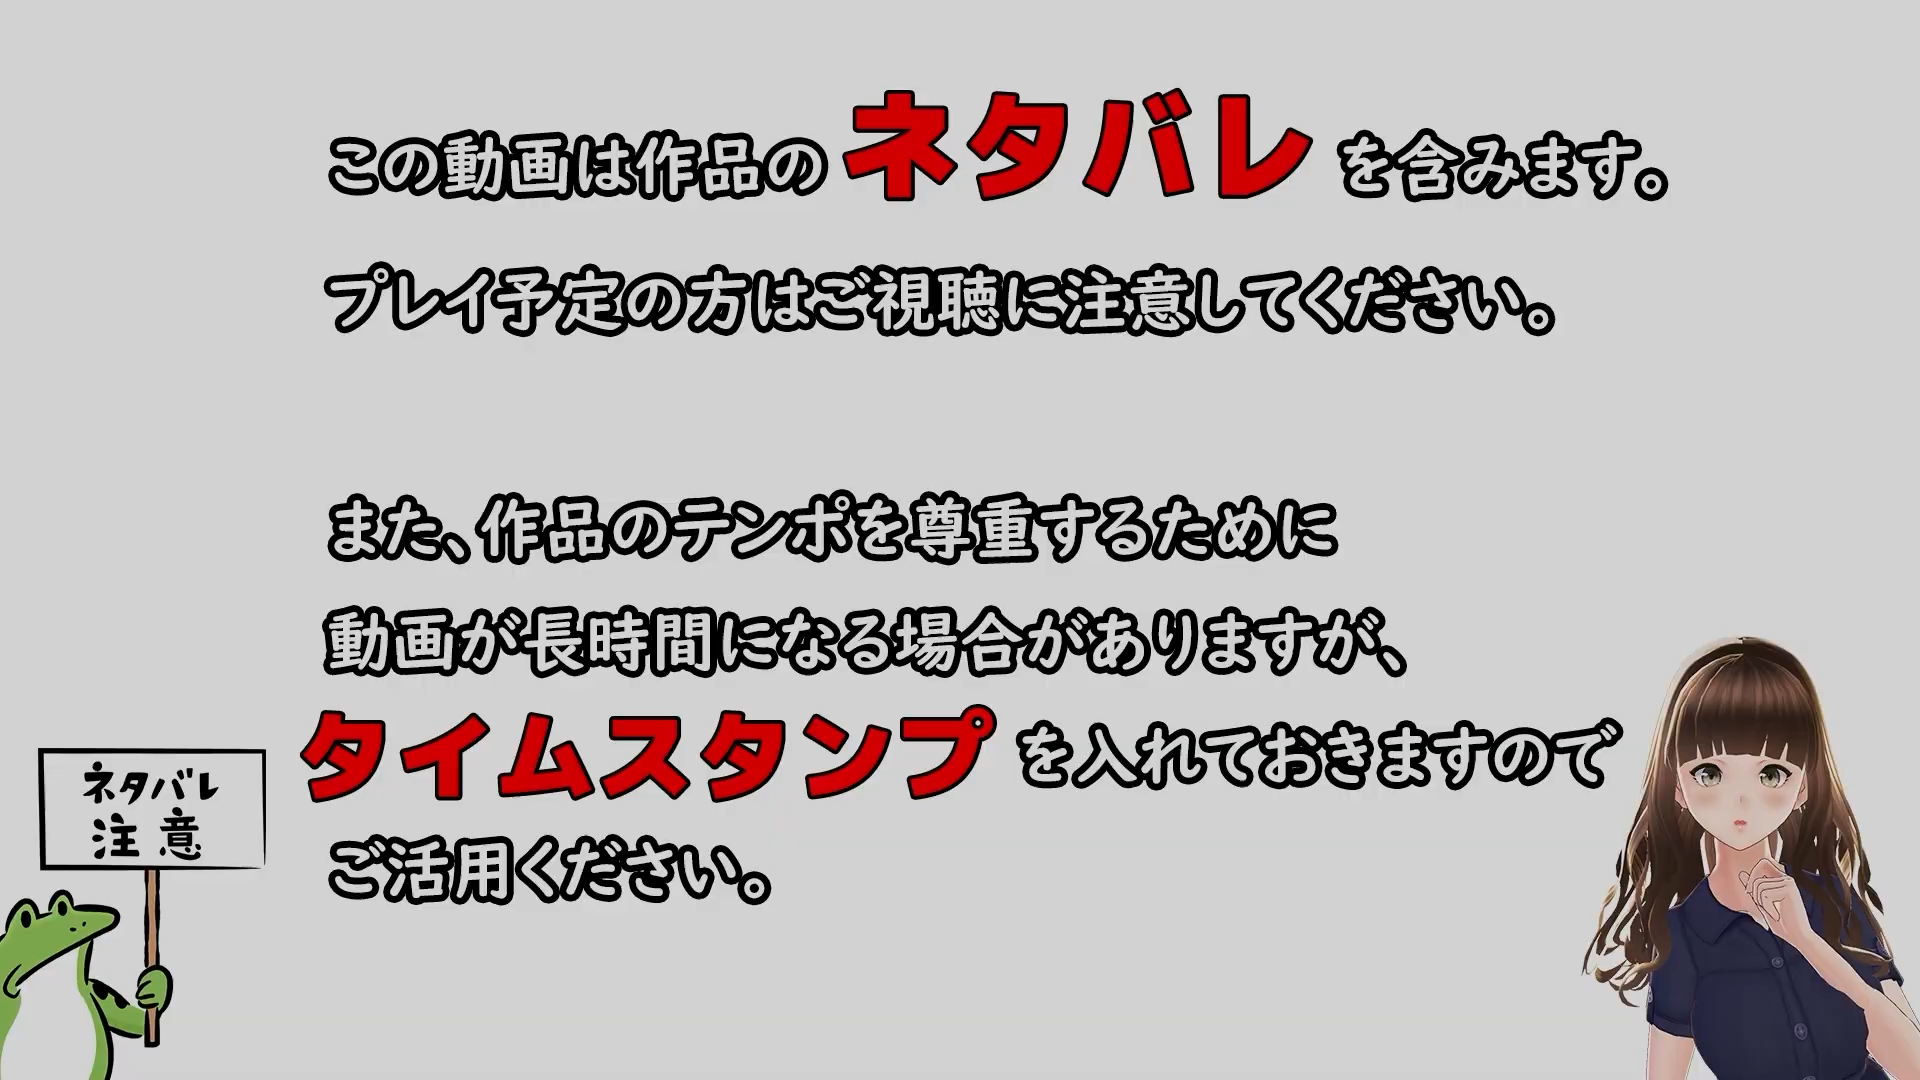 この動画は作品のネタバレを含みます。
プレイ予定の方はご視聴に注意してください。
また、作品のテンポを尊重するために
動画が長時間になる場合がありますが、
タイムスタンプを入れておきますので
ご活用ください。
ネタバレ
注意